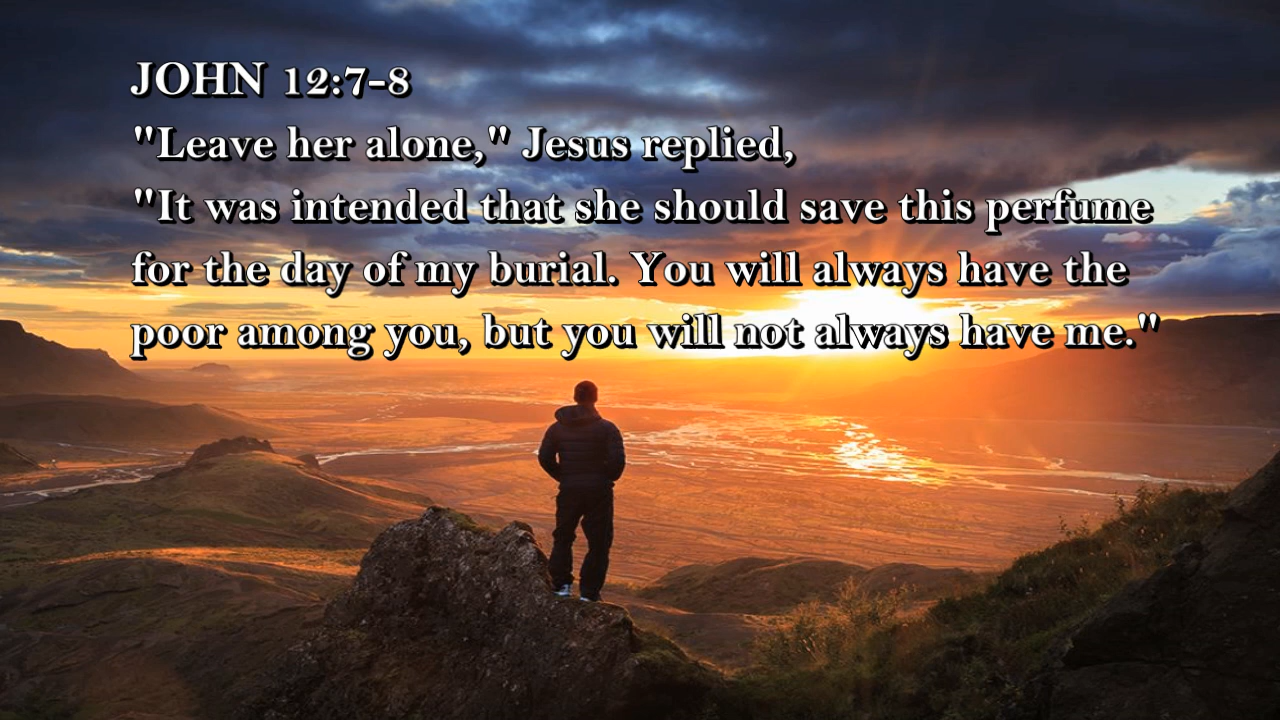 JOHN 12:7-8
"Leave her alone," Jesus replied,
"It was intended that she should save this perfume
for the day of my burial. You will always have the
poor among you, but you will not always have me."